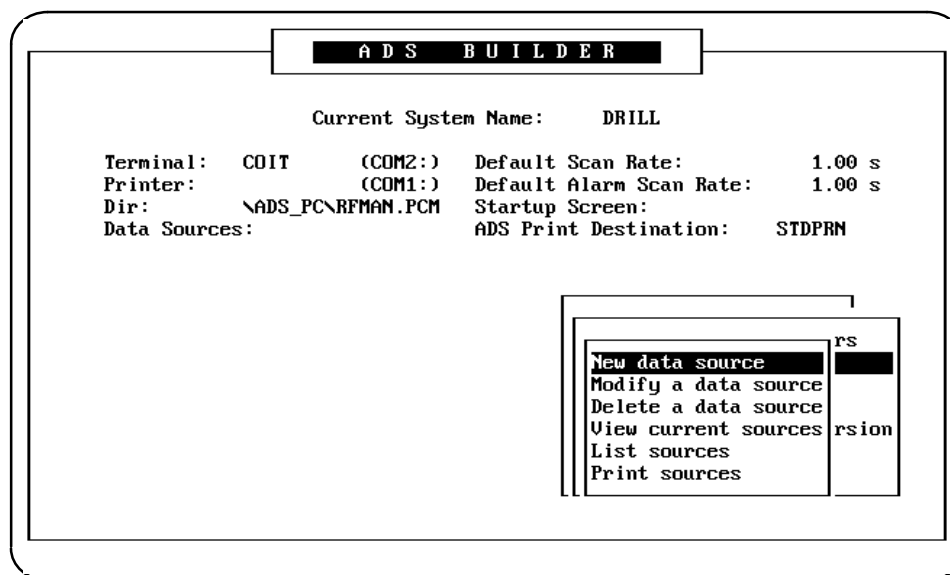 ADS BUILDER
Current System Name: DRILL
Terminal: COIT (COM2:) Default Scan Rate: 1.00 s
Printer: (COM1:) Default Alarm Scan Rate: 1.00 s
Dir: \ADS_PC\RFMAN.PCM Startup Screen:
Data Sources: ADS Print Destination: STDPRN
rs
New data source
Modify a data source
Delete a data source
View current sources rsion
List sources
Print sources